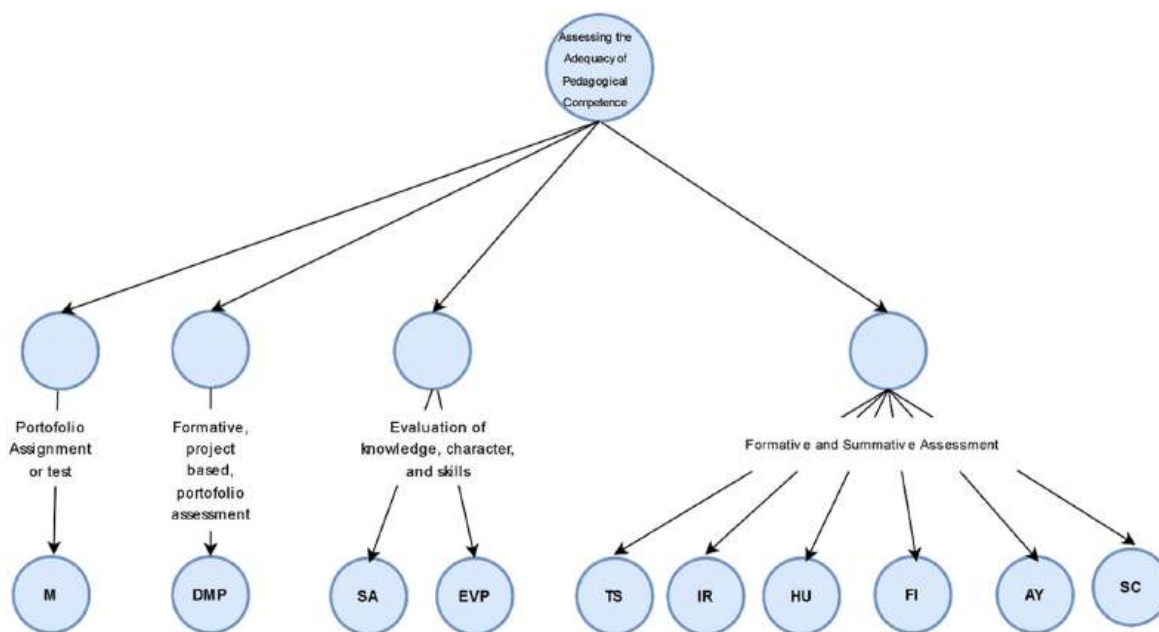 Assessing the
Adequacy of
Pedagogical
Competence
Portofolio
Assignment
or test
Formative,
project
based,
portofolio
assessment
Evaluation of
knowledge, character,
and skills
Formative and Summative Assessment
M
DMP
SA
EVP
TS
IR
HU
FI
AY
SC